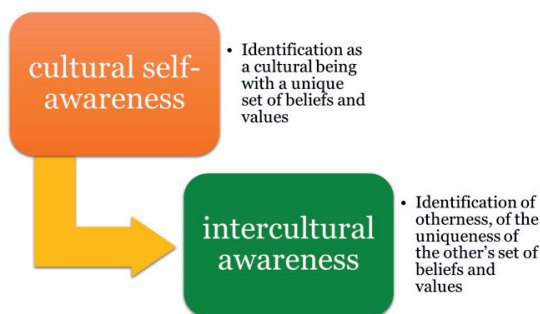 cultural self-
awareness
• Identification as
a cultural being
with a unique
set of beliefs and
values
intercultural
awareness
• Identification of
otherness, of the
uniqueness of
the other's set of
beliefs and
values